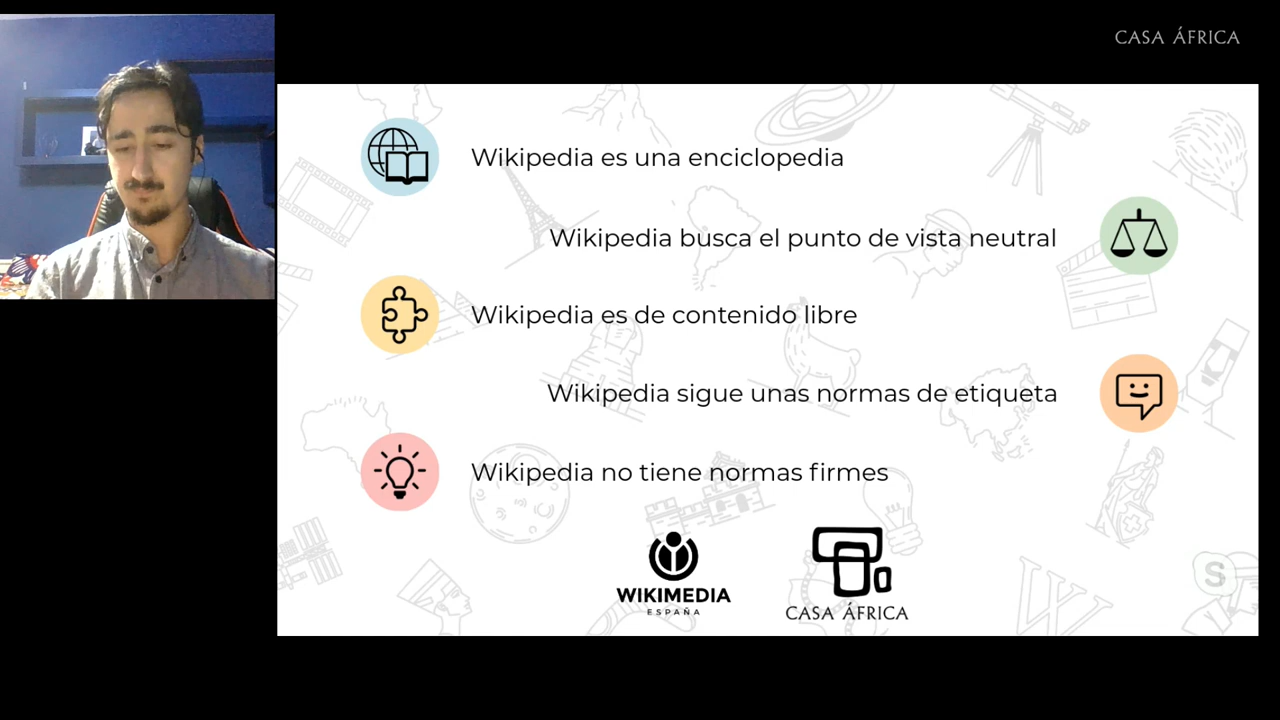 CASA ÁFRICA
Wikipedia es una enciclopedia
Wikipedia busca el punto de vista neutral
Wikipedia es de contenido libre
Wikipedia sigue unas normas de etiqueta
Wikipedia no tiene normas firmes
WIKIMEDIA
ESPAÑA
CASA ÁFRICA
W
S